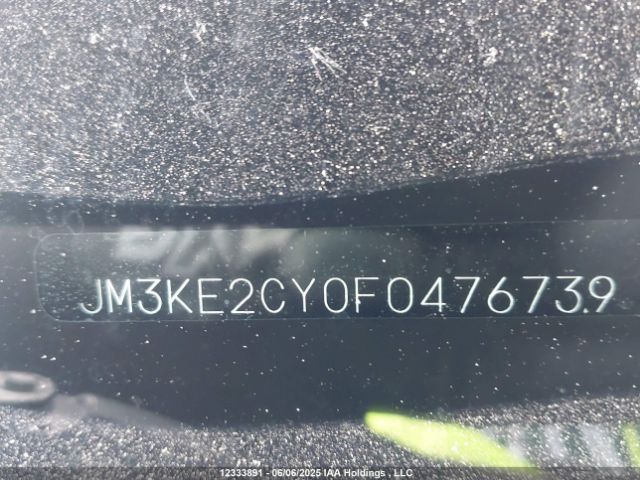 JM3KE2CY0F0476739
12333891 - 06/06/2025 IAA Holdings , LLC